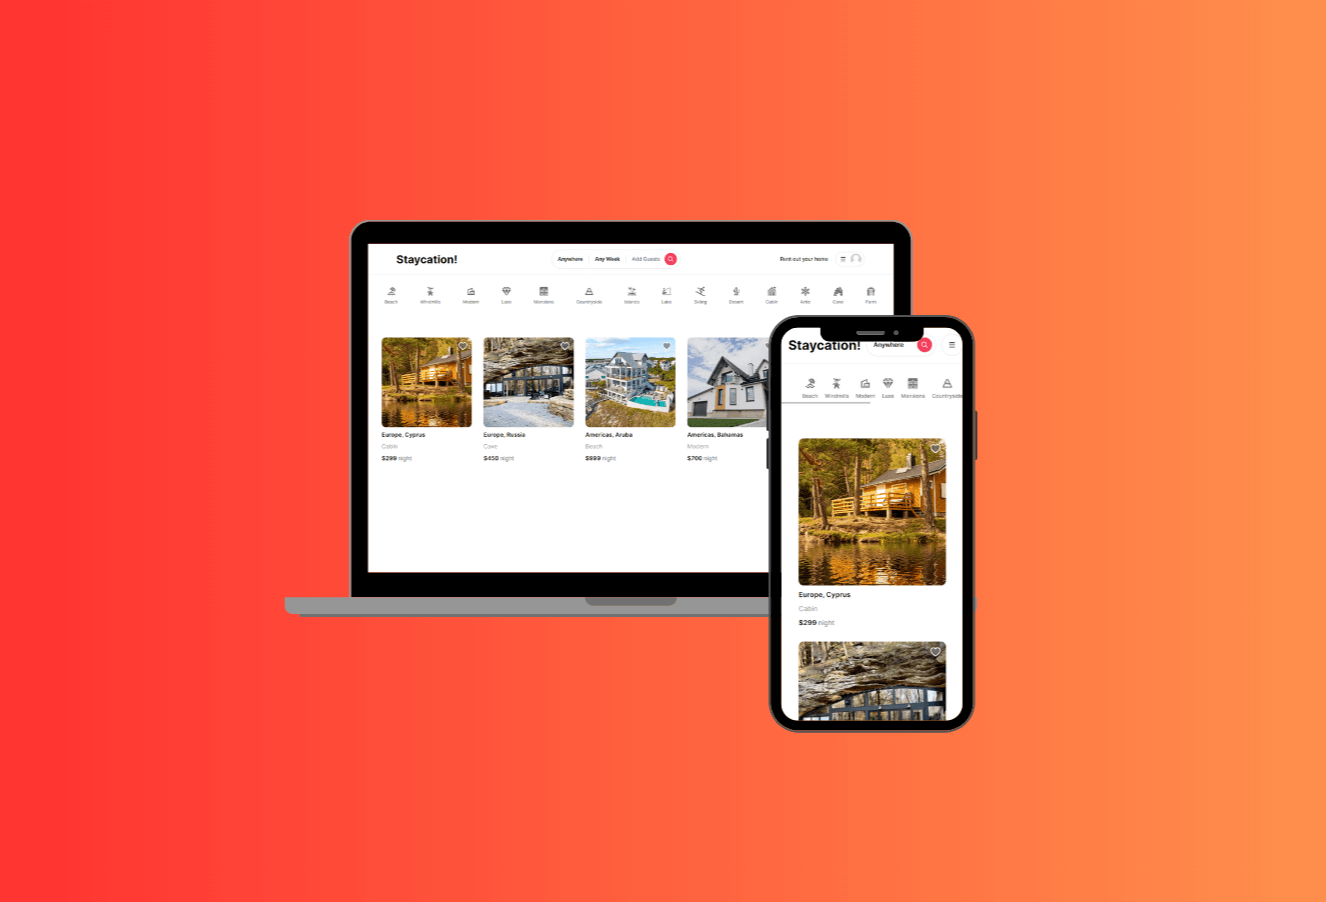 Staycation!
Anywhere Any Week Add Guests
Rent out your home
Beach Windmills Modern Luxe Mansions Countryside Islands Lake Skiing Desert Cabin Artic Cave Farm
Europe, Cyprus
Cabin
$299 night
Europe, Russia
Cave
$450 night
Americas, Aruba
Beach
$999 night
Americas, Bahamas
Modern
$700 night
Staycation! Anywhere
Beach Windmills Modern Luxe Mansions Countryside
Europe, Cyprus
Cabin
$299 night